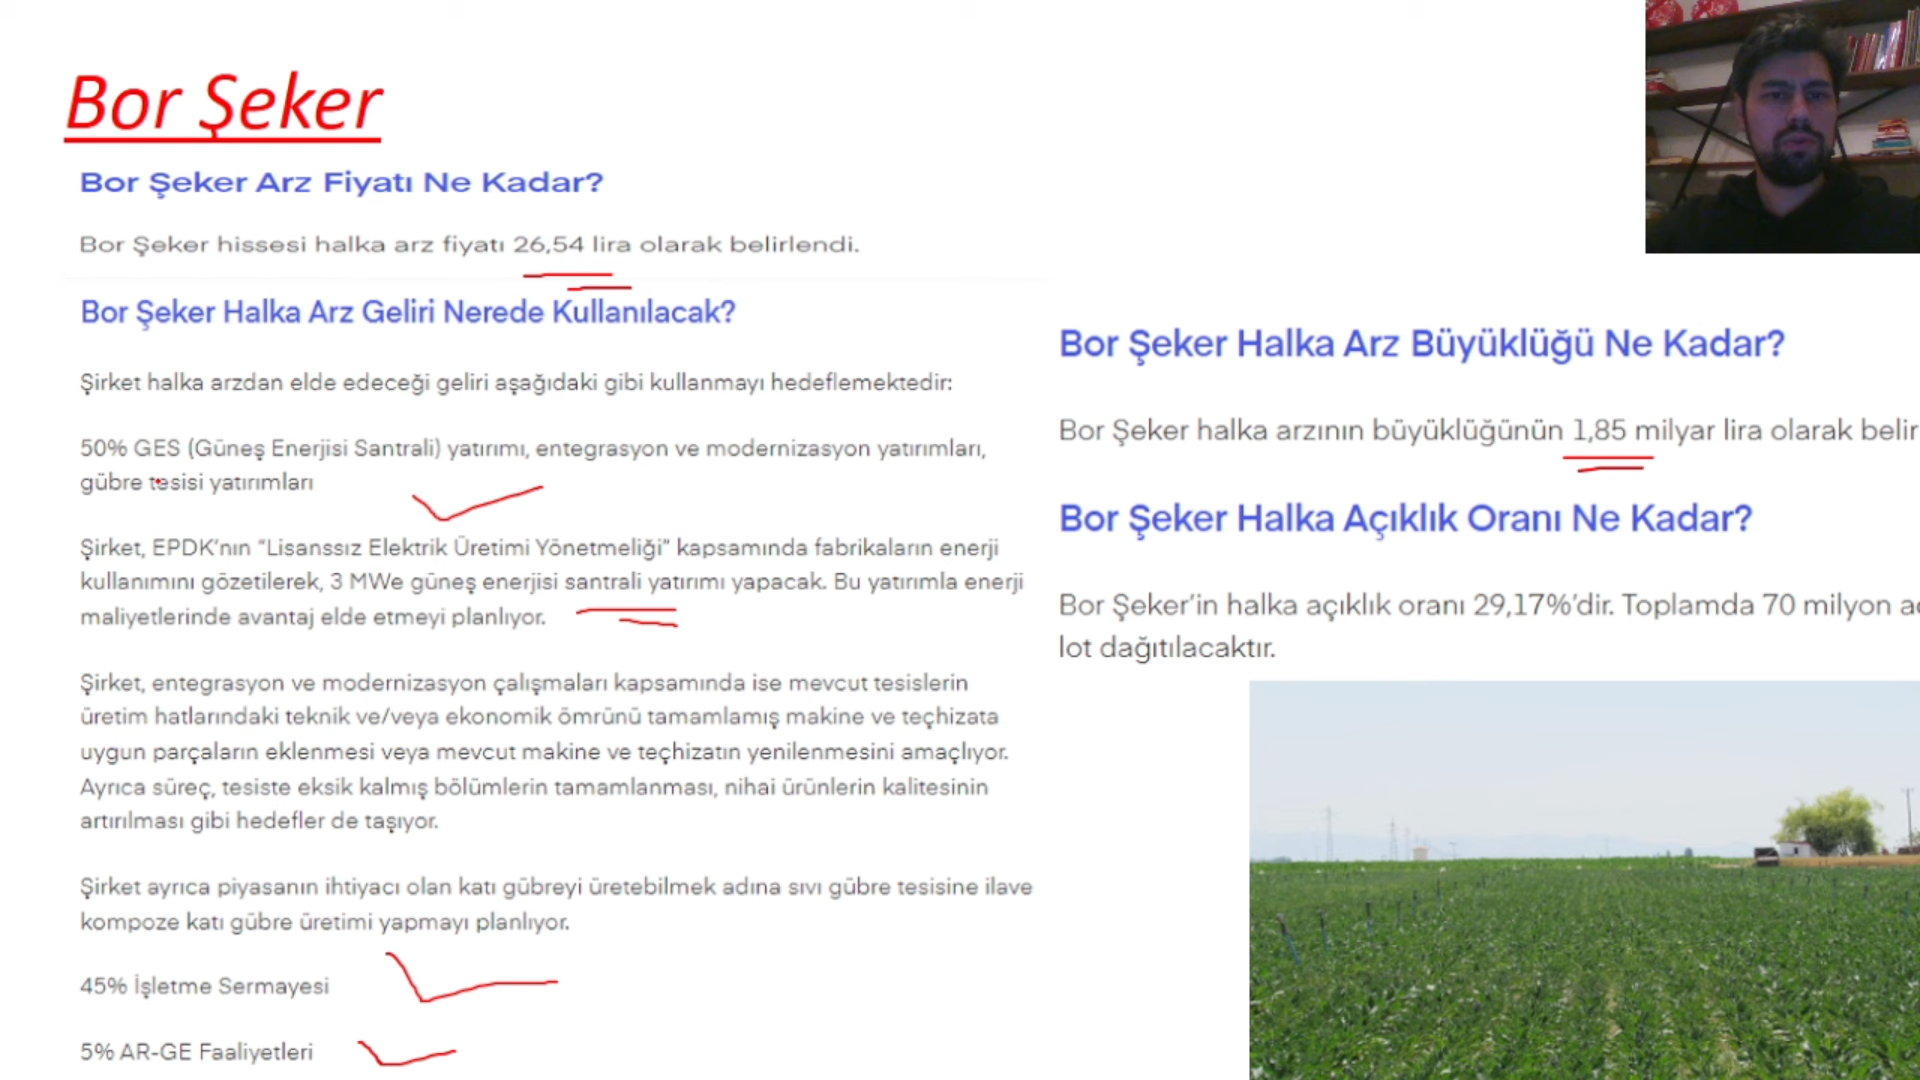 Bor Şeker
Bor Şeker Arz Fiyatı Ne Kadar?
Bor Şeker hissesi halka arz fiyatı 26,54 lira olarak belirlendi.
Bor Şeker Halka Arz Geliri Nerede Kullanılacak?
Şirket halka arzdan elde edeceği geliri aşağıdaki gibi kullanmayı hedeflemektedir:
50% GES (Güneş Enerjisi Santrali) yatırımı, entegrasyon ve modernizasyon yatırımları,
gübre tesisi yatırımları
Şirket, EPDK’nın “Lisanssız Elektrik Üretimi Yönetmeliği” kapsamında fabrikaların enerji
kullanımını gözetilerek, 3 MWe güneş enerjisi santrali yatırımı yapacak. Bu yatırımla enerji
maliyetlerinde avantaj elde etmeyi planlıyor.
Şirket, entegrasyon ve modernizasyon çalışmaları kapsamında ise mevcut tesislerin
üretim hatlarındaki teknik ve/veya ekonomik ömrünü tamamlamış makine ve teçhizata
uygun parçaların eklenmesi veya mevcut makine ve teçhizatın yenilenmesini amaçlıyor.
Ayrıca süreç, tesiste eksik kalmış bölümlerin tamamlanması, nihai ürünlerin kalitesinin
artırılması gibi hedefler de taşıyor.
Şirket ayrıca piyasanın ihtiyacı olan katı gübreyi üretebilmek adına sıvı gübre tesisine ilave
kompoze katı gübre üretimi yapmayı planlıyor.
45% İşletme Sermayesi
5% AR-GE Faaliyetleri
Bor Şeker Halka Arz Büyüklüğü Ne Kadar?
Bor Şeker halka arzının büyüklüğünün 1,85 milyar lira olarak belir
Bor Şeker Halka Açıklık Oranı Ne Kadar?
Bor Şeker’in halka açıklık oranı 29,17%’dir. Toplamda 70 milyon
lot dağıtılacaktır.